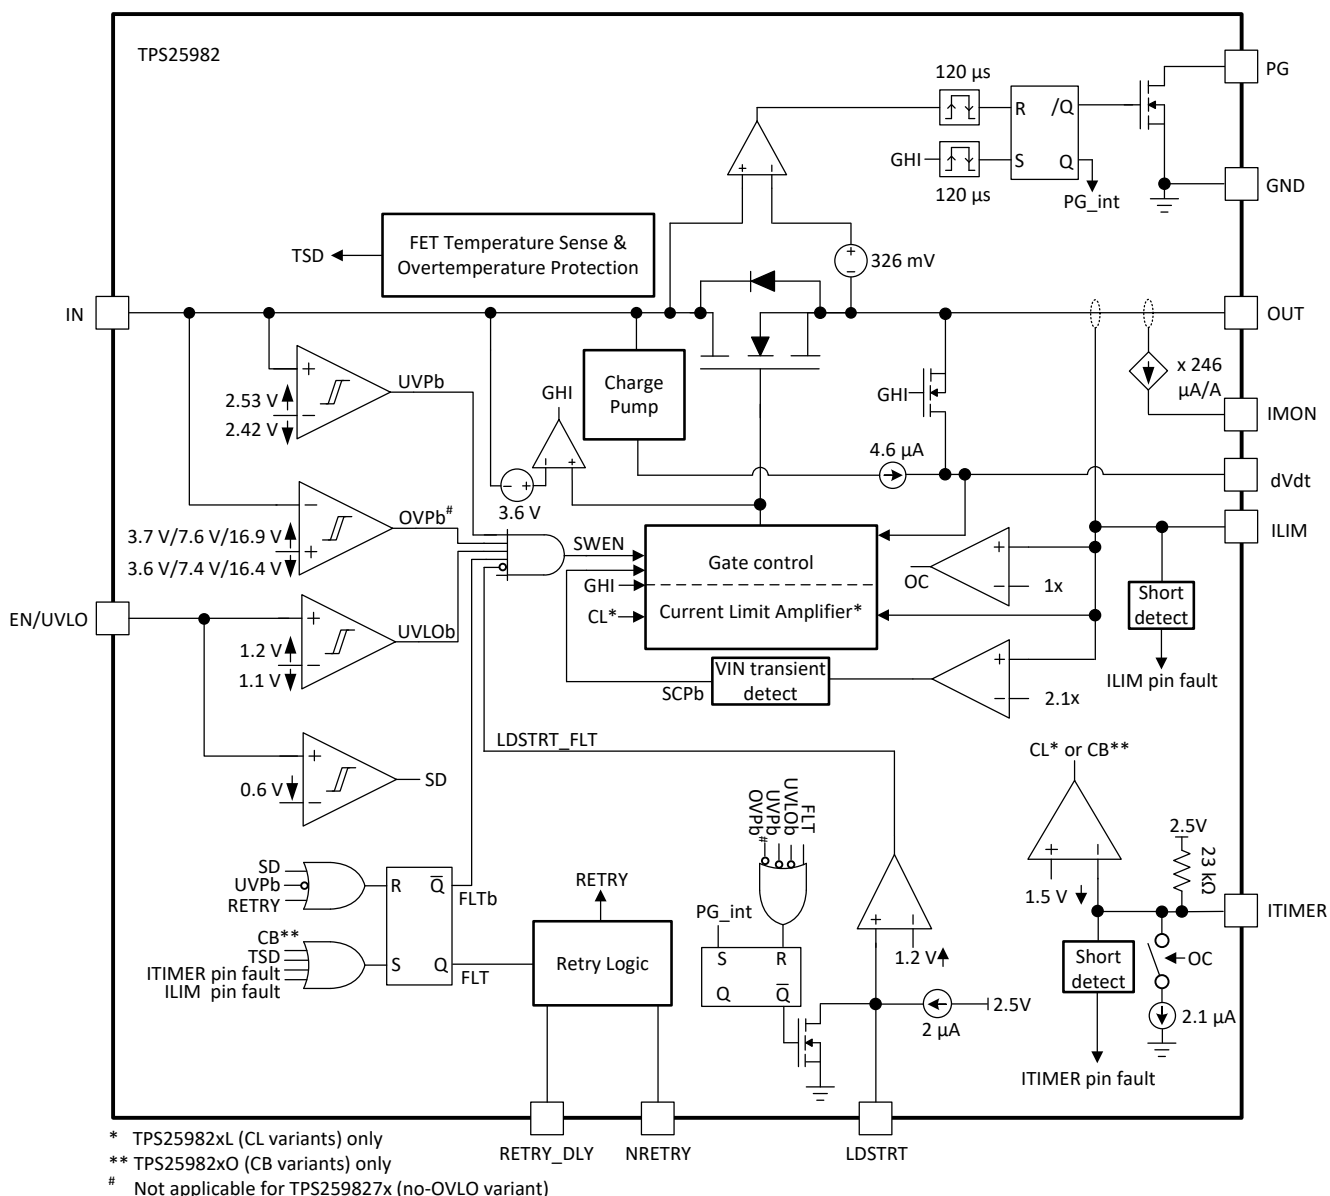 TPS25982
120 µs
PG
R
/Q
GHI
S
Q
120 µs
PG_int
GND
TSD
FET Temperature Sense &
Overtemperature Protection
+
−
+
−
326 mV
IN
OUT
+
−
UVPb
2.53 V
2.42 V
GHI
Charge
Pump
GHI
x 246
µA/A
IMON
4.6 µA
dVdt
−
+
−
+
3.6 V
−
+
OVPb#
3.7 V/7.6 V/16.9 V
3.6 V/7.4 V/16.4 V
SWEN
Gate control
GHI
CL*
Current Limit Amplifier*
OC
+
−
1x
ILIM
Short
detect
ILIM pin fault
EN/UVLO
+
−
UVLOb
1.2 V
1.1 V
SCPb
VIN transient
detect
+
−
2.1x
LDSTRT_FLT
+
−
0.6 V
SD
CL* or CB**
+
−
1.5 V
2.5V
23 kΩ
ITIMER
OVPb#
UVPb
UVLOb
FLT
SD
UVPb
RETRY
R
Q
FLTb
CB**
TSD
ITIMER pin fault
ILIM pin fault
S
Q
FLT
RETRY
Retry Logic
PG_int
S
R
Q
Q
+
−
1.2 V
2.5V
2 µA
Short
detect
OC
2.1 µA
ITIMER pin fault
RETRY_DLY
NRETRY
LDSTRT
* TPS25982xL (CL variants) only
** TPS25982xO (CB variants) only
# Not applicable for TPS259827x (no-OVLO variant)